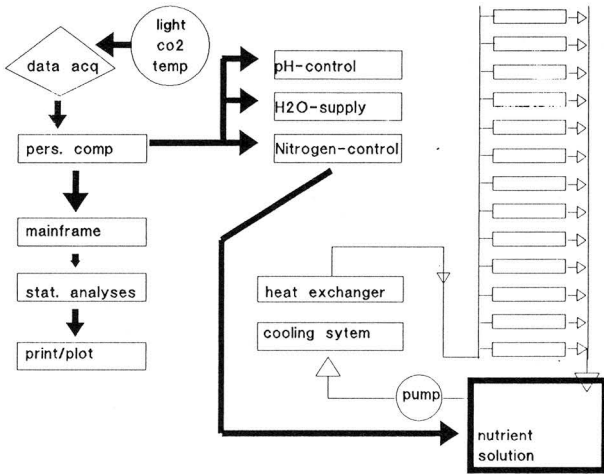 light
co2
temp
data acq
pers. comp
mainframe
stat. analyses
print/plot
pH-control
H2O-supply
Nitrogen-control
heat exchanger
cooling sytem
pump
nutrient
solution